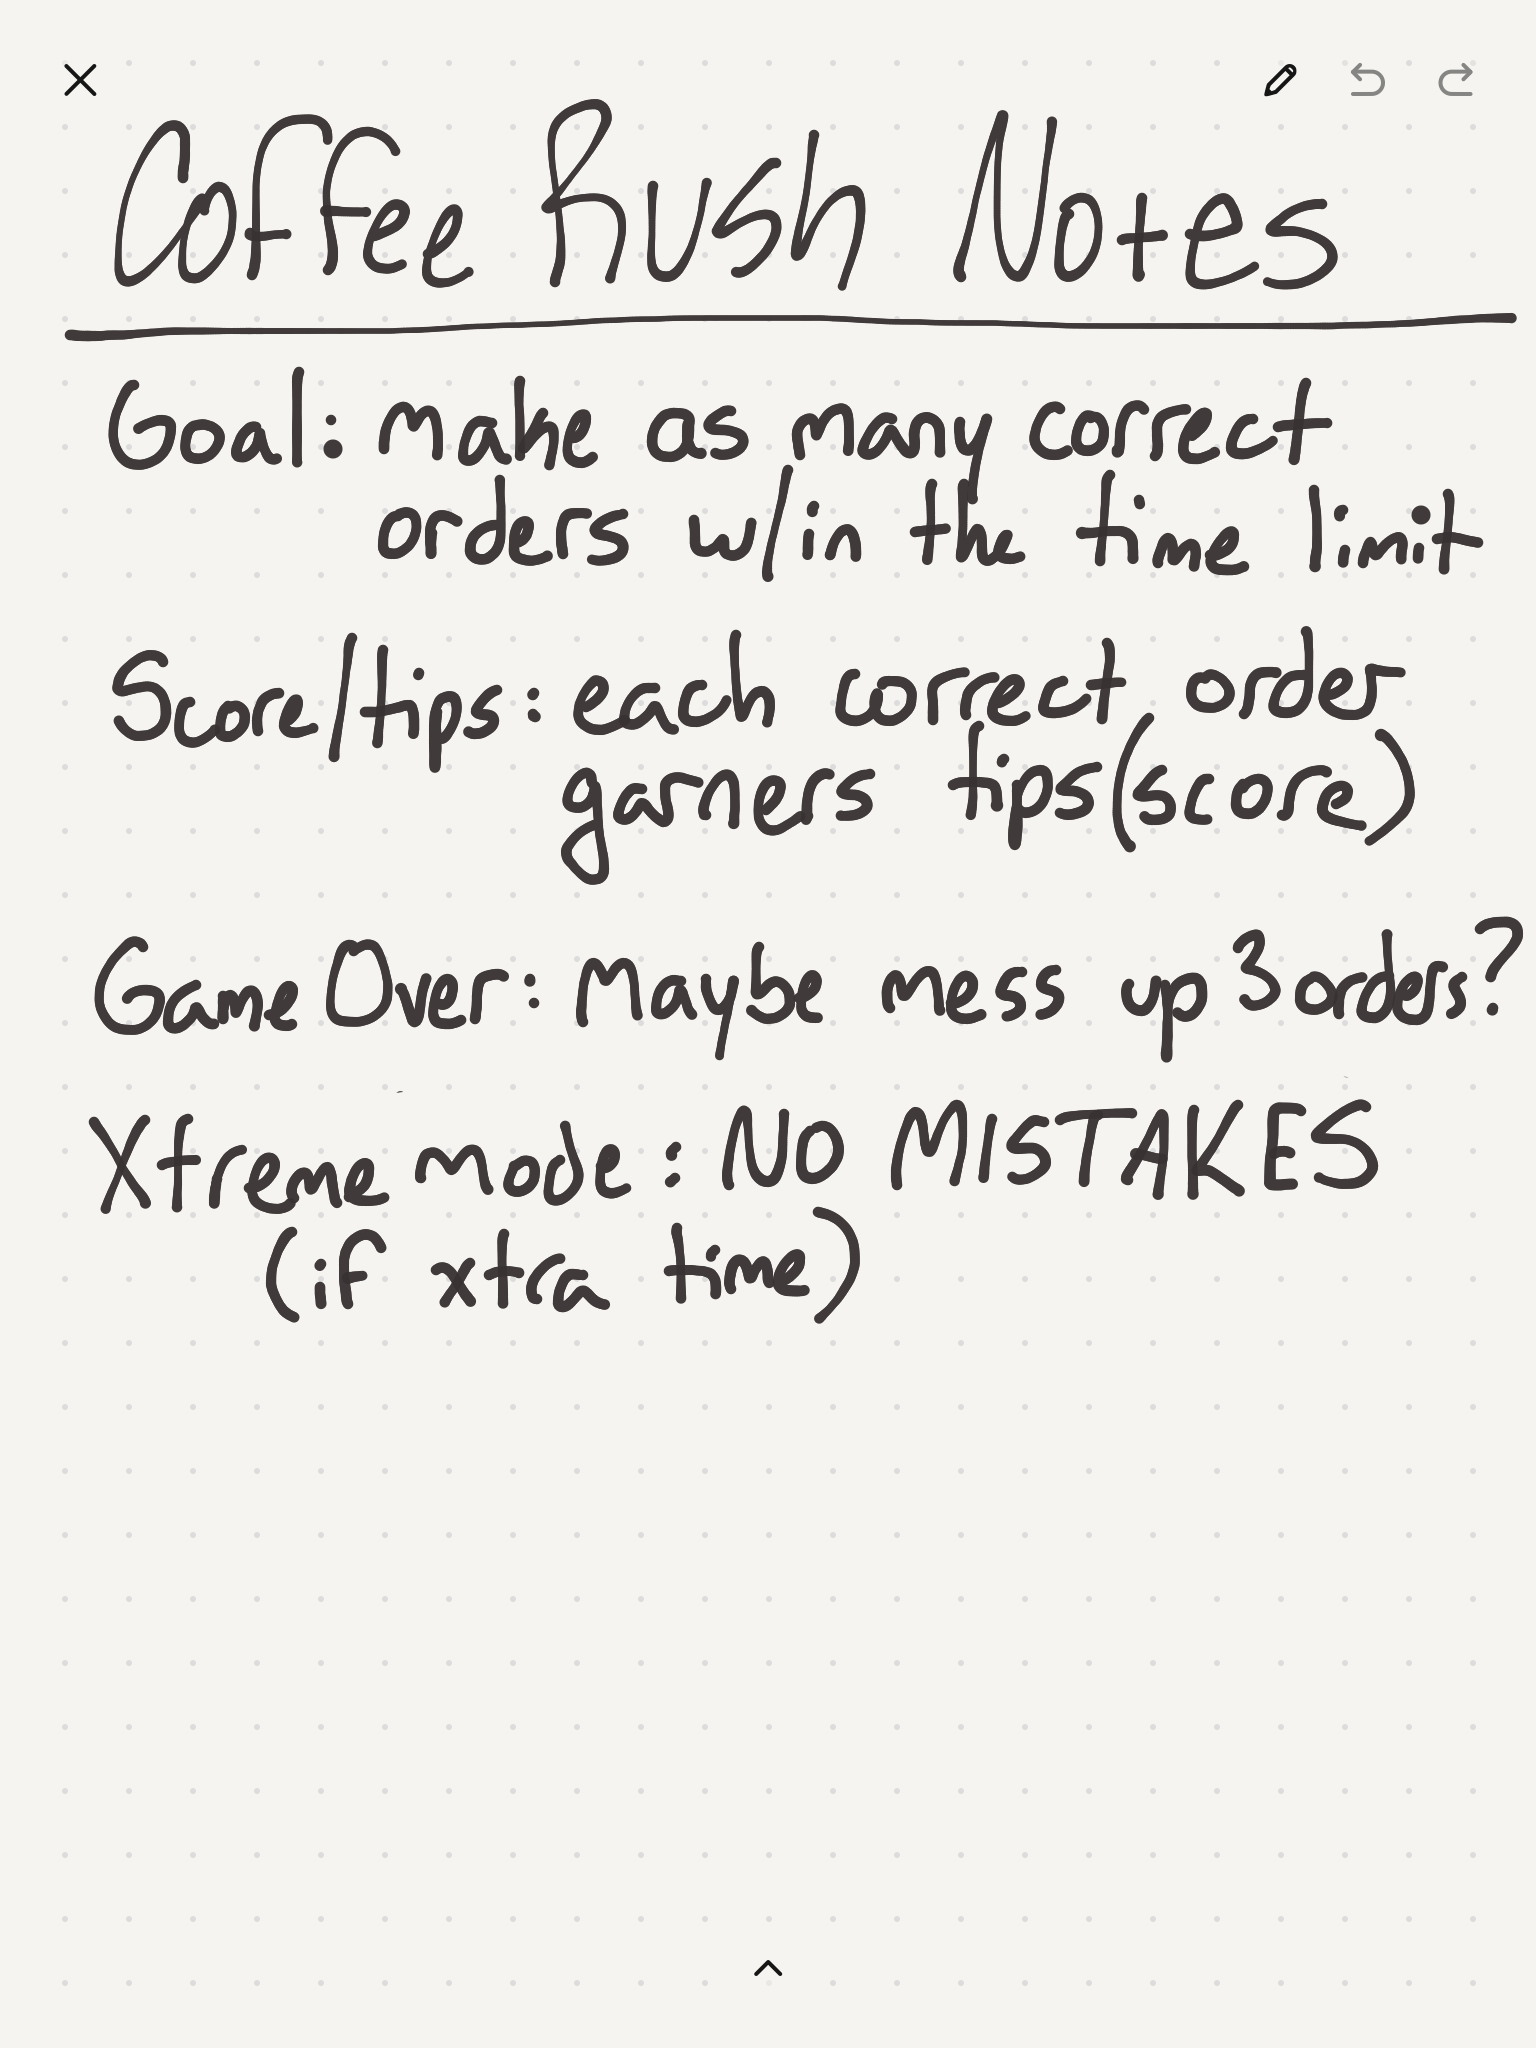 Coffee Rush Notes
Goal: make as many correct
orders w/in the time limit
Score/tips: each correct order
garners tips(score)
Game Over: Maybe mess up 3 orders?
Xtreme mode: NO MISTAKES
(if xtra time)